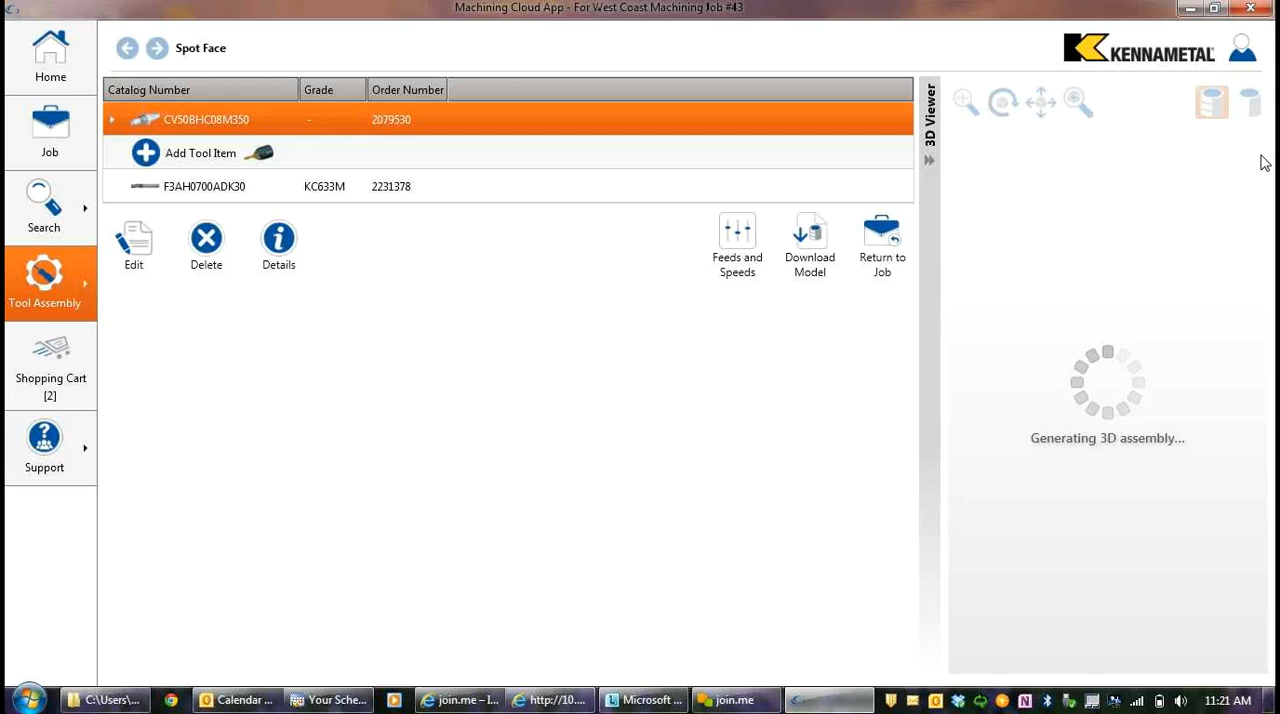 Machining Cloud App - For West Coast Machining Job #43
Home
Spot Face
KENNAMETAL
Catalog Number Grade Order Number
CV50BHC08M350 - 2079530
Add Tool Item
F3AH0700ADK30 KC633M 2231378
Edit
Delete
Details
Feeds and
Speeds
Download
Model
Return to
Job
3D Viewer
Job
Search
Tool Assembly
Shopping Cart
[2]
Support
Generating 3D assembly...
C:\Users\...
Calendar ...
Your Sche...
join.me – I...
http://10....
Microsoft ...
join.me
11:21 AM